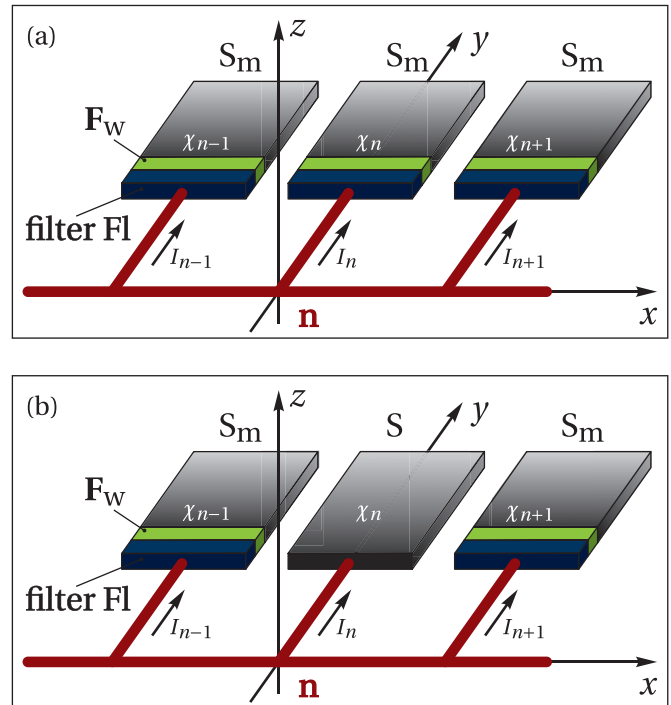 (a)
z
y
Sm
Sm
Sm
Fw
χn−1
χn
χn+1
filter Fl
In−1
In
In+1
n
x
(b)
z
y
Sm
S
Sm
Fw
χn−1
χn
χn+1
filter Fl
In−1
In
In+1
n
x